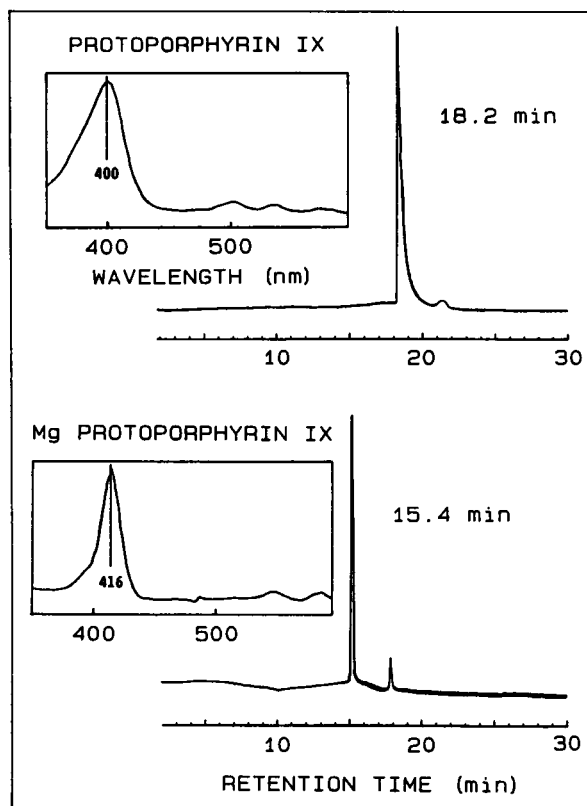 PROTOPORPHYRIN IX
18.2 min
400
400 500
WAVELENGTH (nm)
10 20 30
Mg PROTOPORPHYRIN IX
15.4 min
416
400 500
10 20 30
RETENTION TIME (min)